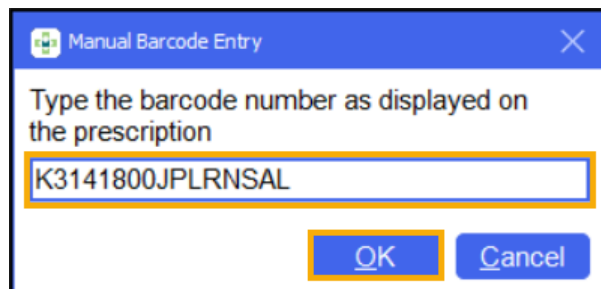 Manual Barcode Entry
Type the barcode number as displayed on
the prescription
K3141800JPLRNSAL
OK Cancel